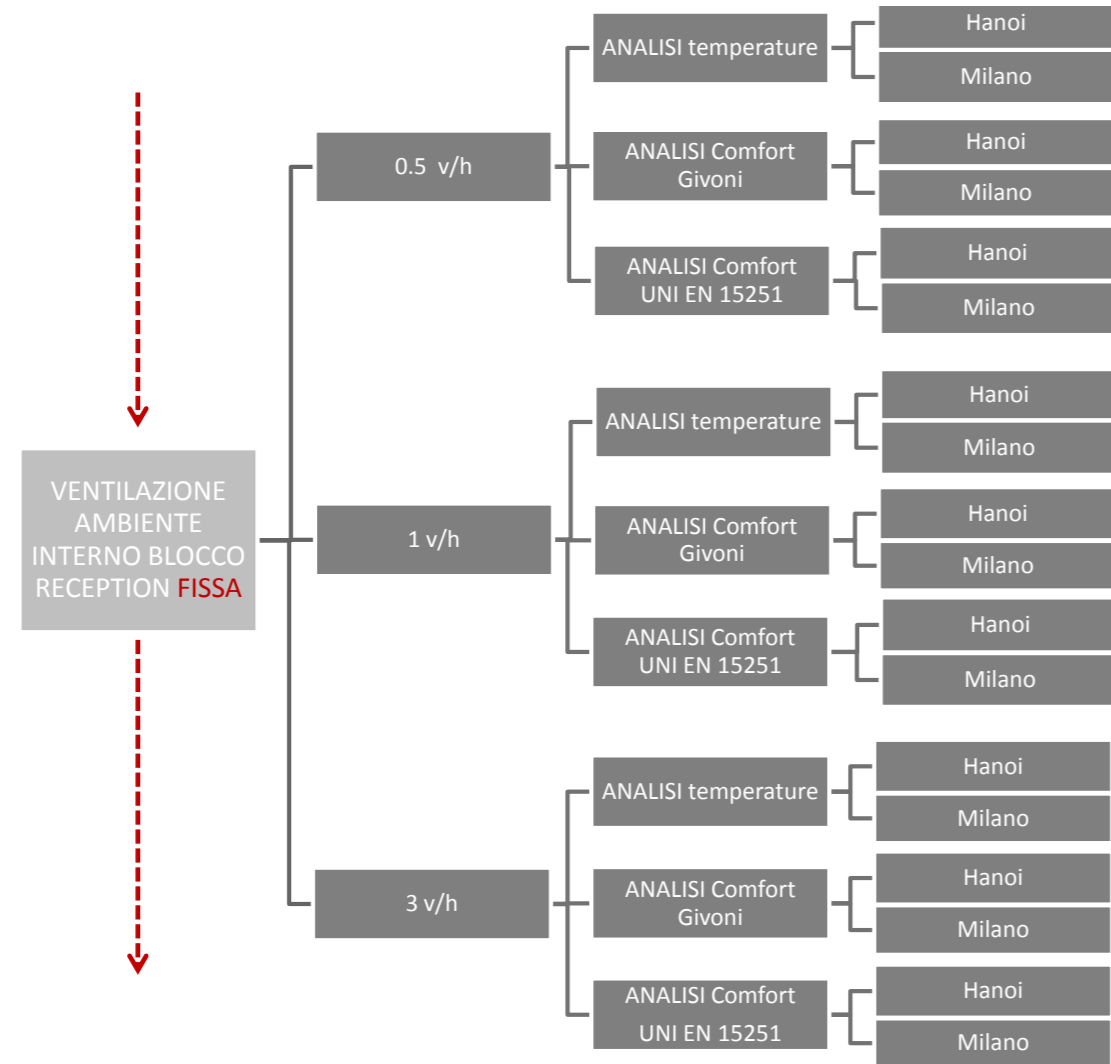 VENTILAZIONE
AMBIENTE
INTERNO BLOCCO
RECEPTION FISSA
0.5 v/h
ANALISI temperature
Hanoi
Milano
ANALISI Comfort
Givoni
Hanoi
Milano
ANALISI Comfort
UNI EN 15251
Hanoi
Milano
1 v/h
ANALISI temperature
Hanoi
Milano
ANALISI Comfort
Givoni
Hanoi
Milano
ANALISI Comfort
UNI EN 15251
Hanoi
Milano
3 v/h
ANALISI temperature
Hanoi
Milano
ANALISI Comfort
Givoni
Hanoi
Milano
ANALISI Comfort
UNI EN 15251
Hanoi
Milano